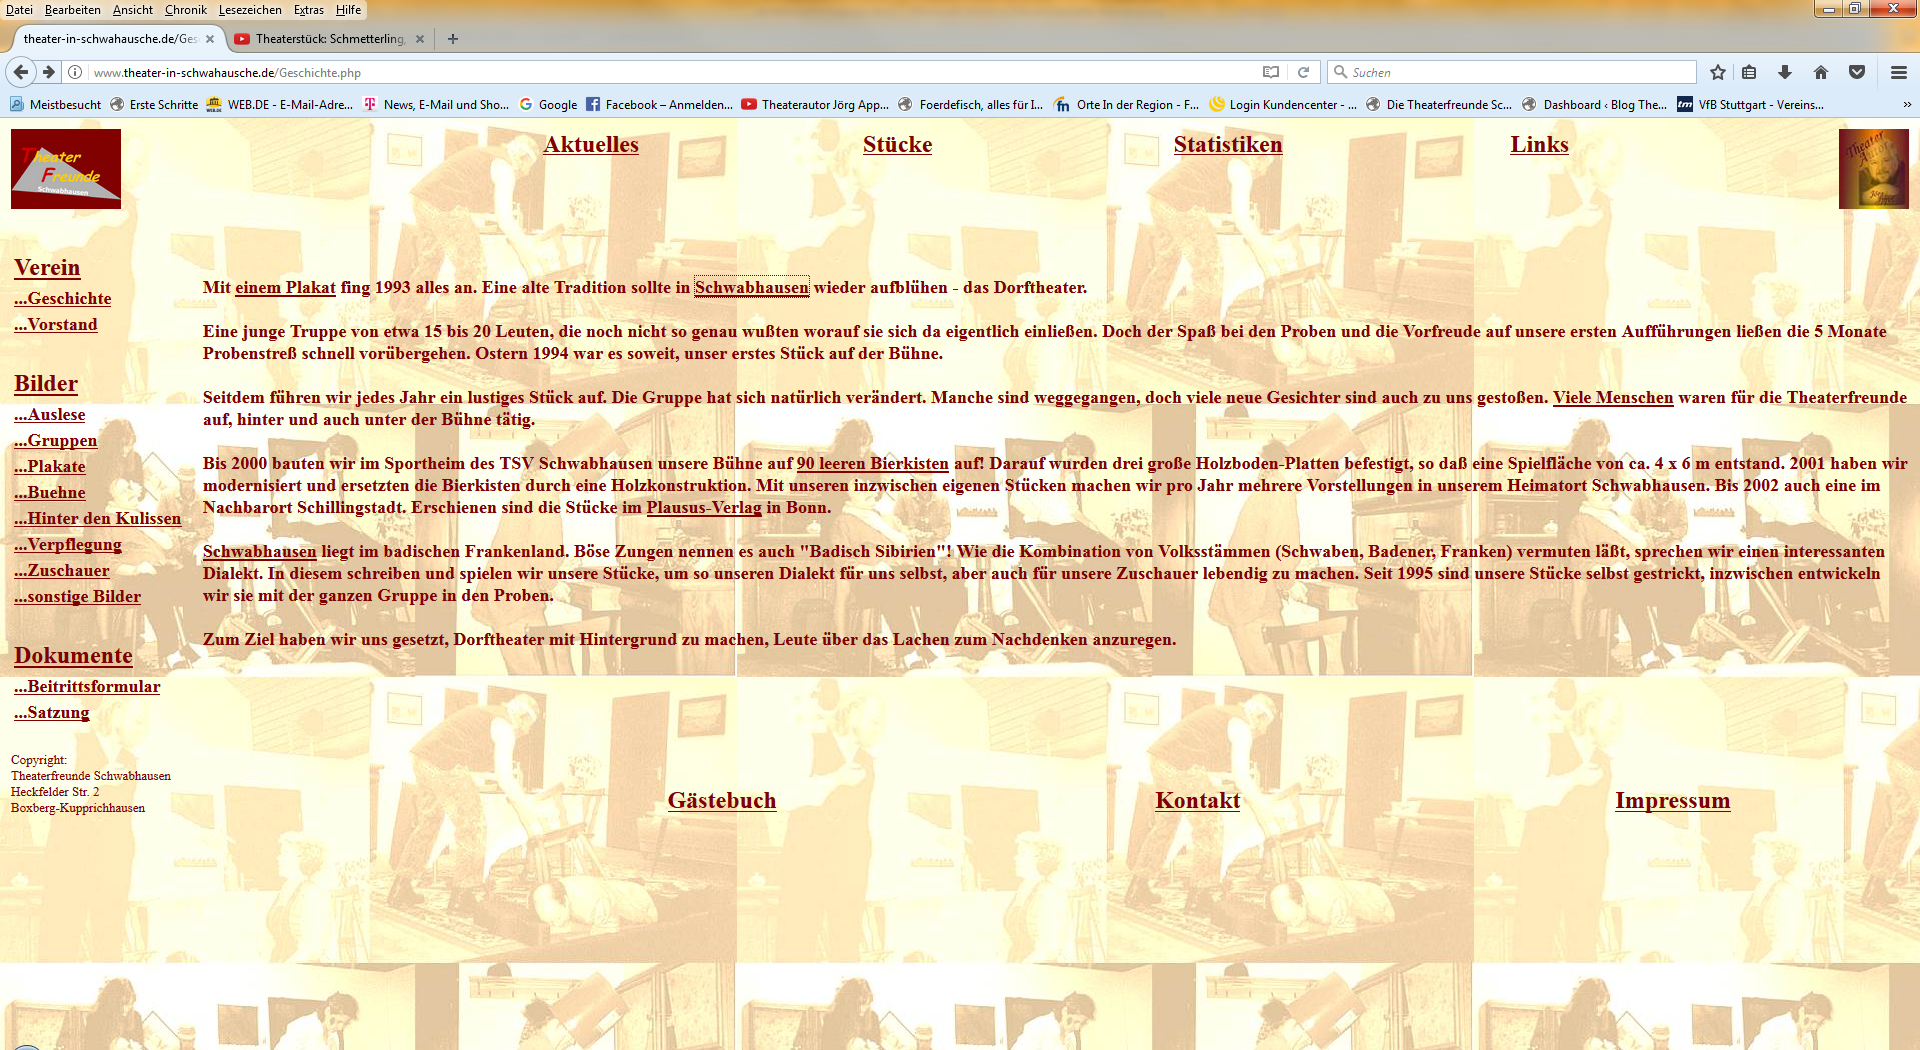 Datei Bearbeiten Ansicht Chronik Lesezeichen Extras Hilfe
theater-in-schwahausche.de/Ges
Theaterstück: Schmetterling,
www.theater-in-schwahausche.de/Geschichte.php
Suchen
Meistbesucht Erste Schritte WEB.DE - E-Mail-Adre... News, E-Mail und Sho... Google Facebook – Anmelden... Theaterautor Jörg App... Foerdefisch, alles für I... Orte In der Region - F... Login Kundencenter - ... Die Theaterfreunde Sc... Dashboard ‹ Blog The... VfB Stuttgart - Vereins...
Theater
Freunde
Schwabhausen
Aktuelles Stücke Statistiken Links
Theater
Autor
Verein
...Geschichte
...Vorstand
Bilder
...Auslese
...Gruppen
...Plakate
...Buehne
...Hinter den Kulissen
...Verpflegung
...Zuschauer
...sonstige Bilder
Dokumente
...Beitrittsformular
...Satzung
Copyright:
Theaterfreunde Schwabhausen
Heckfelder Str. 2
Boxberg-Kupprichhausen
Mit einem Plakat fing 1993 alles an. Eine alte Tradition sollte in Schwabhausen wieder aufblühen - das Dorftheater.
Eine junge Truppe von etwa 15 bis 20 Leuten, die noch nicht so genau wußten worauf sie sich da eigentlich einließen. Doch der Spaß bei den Proben und die Vorfreude auf unsere ersten Aufführungen ließen die 5 Monate
Probenstreß schnell vorübergehen. Ostern 1994 war es soweit, unser erstes Stück auf der Bühne.
Seitdem führen wir jedes Jahr ein lustiges Stück auf. Die Gruppe hat sich natürlich verändert. Manche sind weggegangen, doch viele neue Gesichter sind auch zu uns gestoßen. Viele Menschen waren für die Theaterfreunde
auf, hinter und auch unter der Bühne tätig.
Bis 2000 bauten wir im Sportheim des TSV Schwabhausen unsere Bühne auf 90 leeren Bierkisten auf! Darauf wurden drei große Holzboden-Platten befestigt, so daß eine Spielfläche von ca. 4 x 6 m entstand. 2001 haben wir
modernisiert und ersetzten die Bierkisten durch eine Holzkonstruktion. Mit unseren inzwischen eigenen Stücken machen wir pro Jahr mehrere Vorstellungen in unserem Heimatort Schwabhausen. Bis 2002 auch eine im
Nachbarort Schillingstadt. Erschienen sind die Stücke im Plausus-Verlag in Bonn.
Schwabhausen liegt im badischen Frankenland. Böse Zungen nennen es auch "Badisch Sibirien"! Wie die Kombination von Volksstämmen (Schwaben, Badener, Franken) vermuten läßt, sprechen wir einen interessanten
Dialekt. In diesem schreiben und spielen wir unsere Stücke, um so unseren Dialekt für uns selbst, aber auch für unsere Zuschauer lebendig zu machen. Seit 1995 sind unsere Stücke selbst gestrickt, inzwischen entwickeln
wir sie mit der ganzen Gruppe in den Proben.
Zum Ziel haben wir uns gesetzt, Dorftheater mit Hintergrund zu machen, Leute über das Lachen zum Nachdenken anzuregen.
Gästebuch Kontakt Impressum